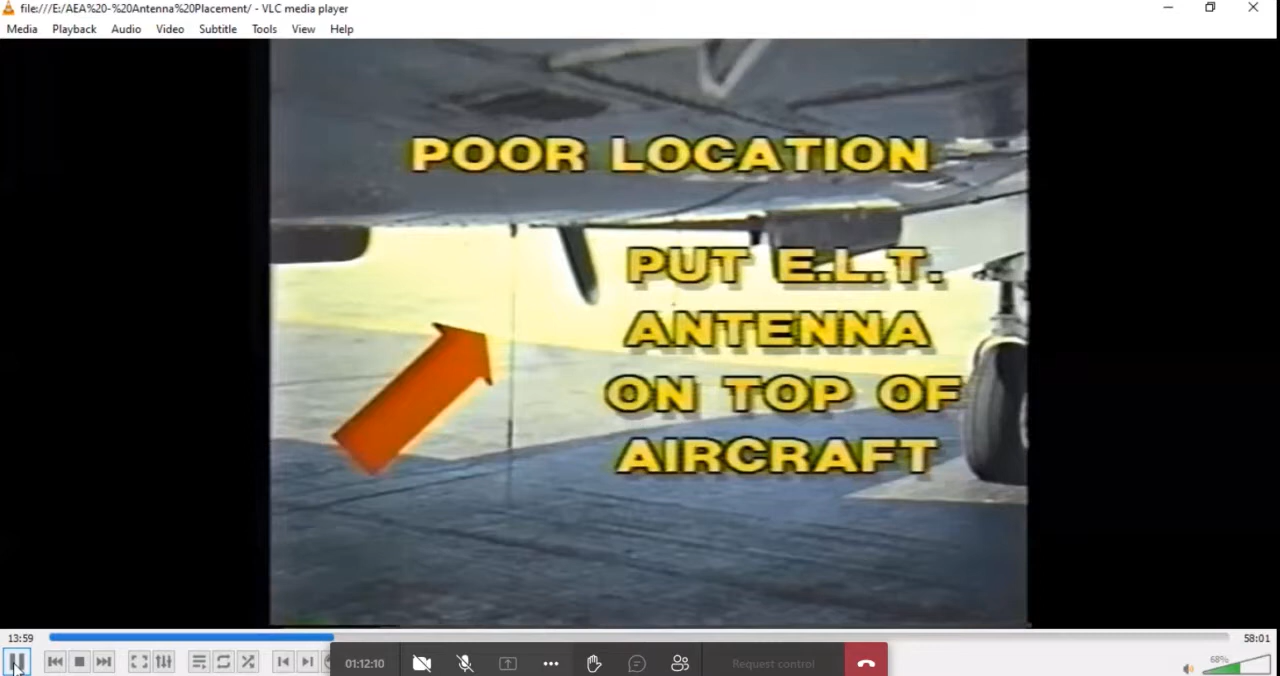 file:///E:/AEA%20-%20Antenna%20Placement/ - VLC media player
Media Playback Audio Video Subtitle Tools View Help
POOR LOCATION
PUT E.L.T.
ANTENNA
ON TOP OF
AIRCRAFT
13:59
58:01
01:12:10
Request control
68%